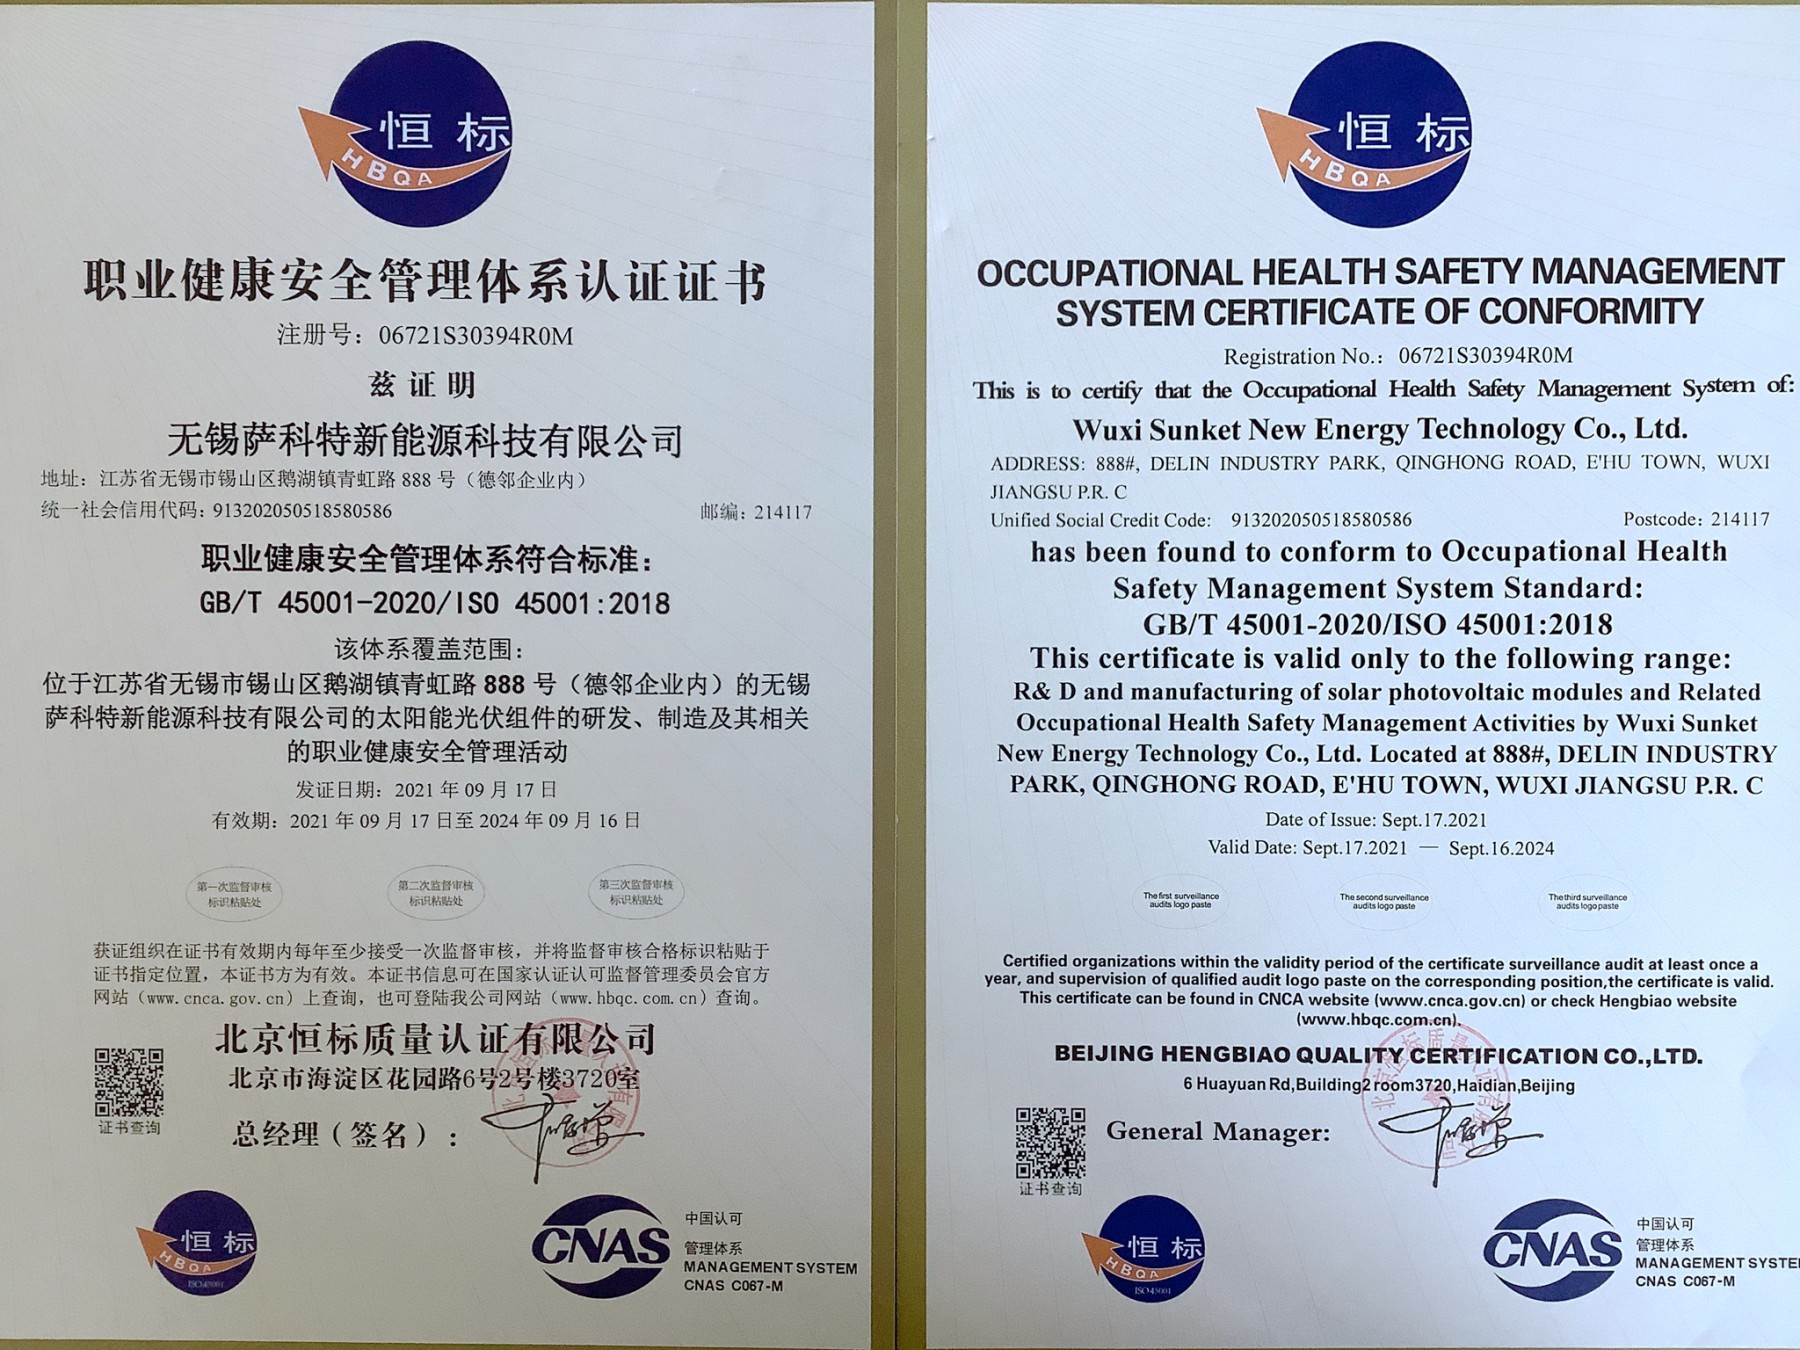 恒 标
HBQA
职业健康安全管理体系认证证书
注册号：06721S30394R0M
兹 证 明
无锡萨科特新能源科技有限公司
地址：江苏省无锡市锡山区鹅湖镇青虹路 888 号（德邻企业内）
统一社会信用代码：913202050518580586 邮编：214117
职业健康安全管理体系符合标准：
GB/T 45001-2020/ISO 45001:2018
该体系覆盖范围：
位于江苏省无锡市锡山区鹅湖镇青虹路 888 号（德邻企业内）的无锡
萨科特新能源科技有限公司的太阳能光伏组件的研发、制造及其相关
的职业健康安全管理活动
发证日期：2021 年 09 月 17 日
有效期：2021 年 09 月 17 日至 2024 年 09 月 16 日
第一次监督审核
标识粘贴处
第二次监督审核
标识粘贴处
第三次监督审核
标识粘贴处
获证组织在证书有效期内每年至少接受一次监督审核，并将监督审核合格标识粘贴于
证书指定位置，本证书方为有效。本证书信息可在国家认证认可监督管理委员会官方
网站（www.cnca.gov.cn）上查询，也可登陆我公司网站（www.hbqc.com.cn）查询。
北京恒标质量认证有限公司
北京市海淀区花园路6号2号楼3720室
总经理（签名）：
证书查询
恒 标
HBQA
ISO45001
CNAS
中国认可
管理体系
MANAGEMENT SYSTEM
CNAS C067-M
恒 标
HBQA
OCCUPATIONAL HEALTH SAFETY MANAGEMENT
SYSTEM CERTIFICATE OF CONFORMITY
Registration No.： 06721S30394R0M
This is to certify that the Occupational Health Safety Management System of:
Wuxi Sunket New Energy Technology Co., Ltd.
ADDRESS: 888#, DELIN INDUSTRY PARK, QINGHONG ROAD, E'HU TOWN, WUXI
JIANGSU P.R. C
Unified Social Credit Code: 913202050518580586 Postcode: 214117
has been found to conform to Occupational Health
Safety Management System Standard:
GB/T 45001-2020/ISO 45001:2018
This certificate is valid only to the following range:
R& D and manufacturing of solar photovoltaic modules and Related
Occupational Health Safety Management Activities by Wuxi Sunket
New Energy Technology Co., Ltd. Located at 888#, DELIN INDUSTRY
PARK, QINGHONG ROAD, E'HU TOWN, WUXI JIANGSU P.R. C
Date of Issue: Sept.17.2021
Valid Date: Sept.17.2021 — Sept.16.2024
The first surveillance
audits logo paste
The second surveillance
audits logo paste
The third surveillance
audits logo paste
Certified organizations within the validity period of the certificate surveillance audit at least once a
year, and supervision of qualified audit logo paste on the corresponding position,the certificate is valid.
This certificate can be found in CNCA website (www.cnca.gov.cn) or check Hengbiao website
(www.hbqc.com.cn).
BEIJING HENGBIAO QUALITY CERTIFICATION CO.,LTD.
6 Huayuan Rd,Building2 room3720,Haidian,Beijing
General Manager:
证书查询
恒 标
HBQA
ISO45001
CNAS
中国认可
管理体系
MANAGEMENT SYSTE
CNAS C067-M